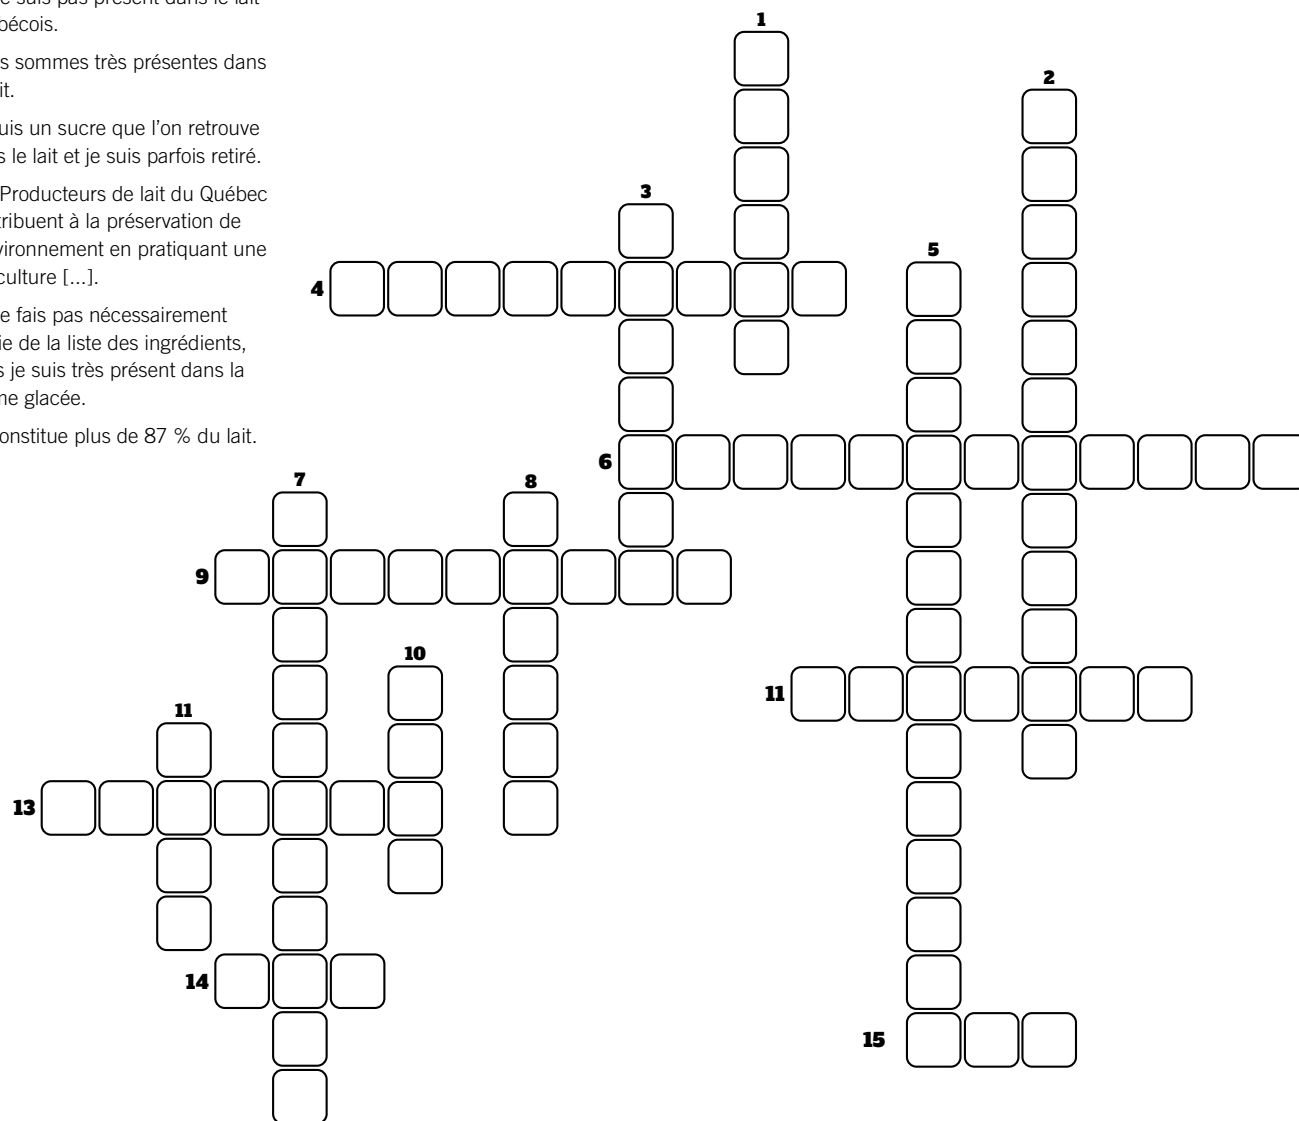 e suis pas présent dans le lait
bécois.
s sommes très présentes dans
it.
uis un sucre que l’on retrouve
s le lait et je suis parfois retiré.
Producteurs de lait du Québec
tribuent à la préservation de
vironnement en pratiquant une
culture [...].
e fais pas nécessairement
ie de la liste des ingrédients,
s je suis très présent dans la
me glacée.
onstitue plus de 87 % du lait.
1
2
3
4
5
6
7
8
9
10
11
11
13
14
15